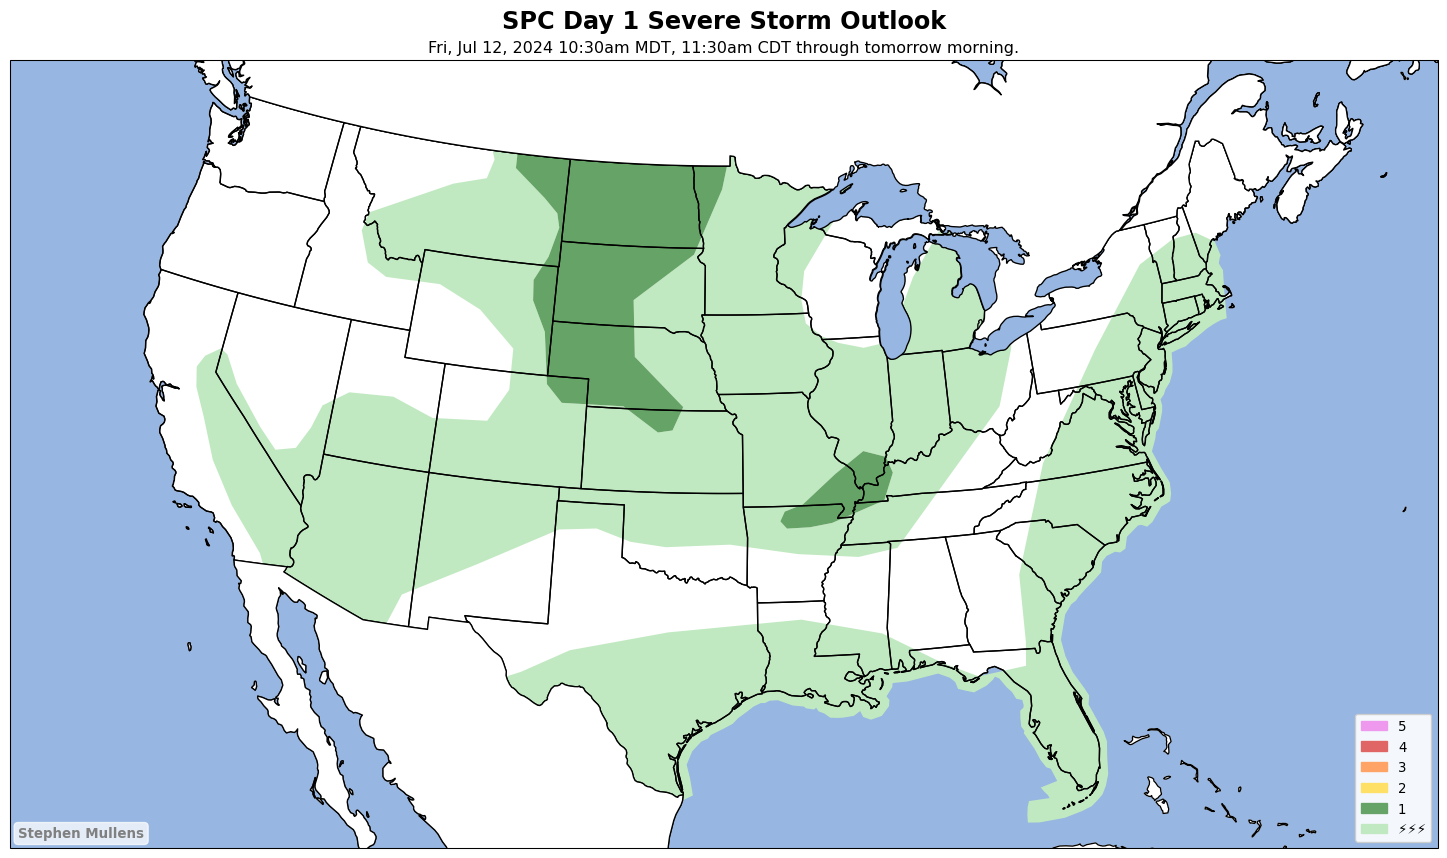 SPC Day 1 Severe Storm Outlook
Fri, Jul 12, 2024 10:30am MDT, 11:30am CDT through tomorrow morning.
5
4
3
2
1
⚡⚡⚡
Stephen Mullens